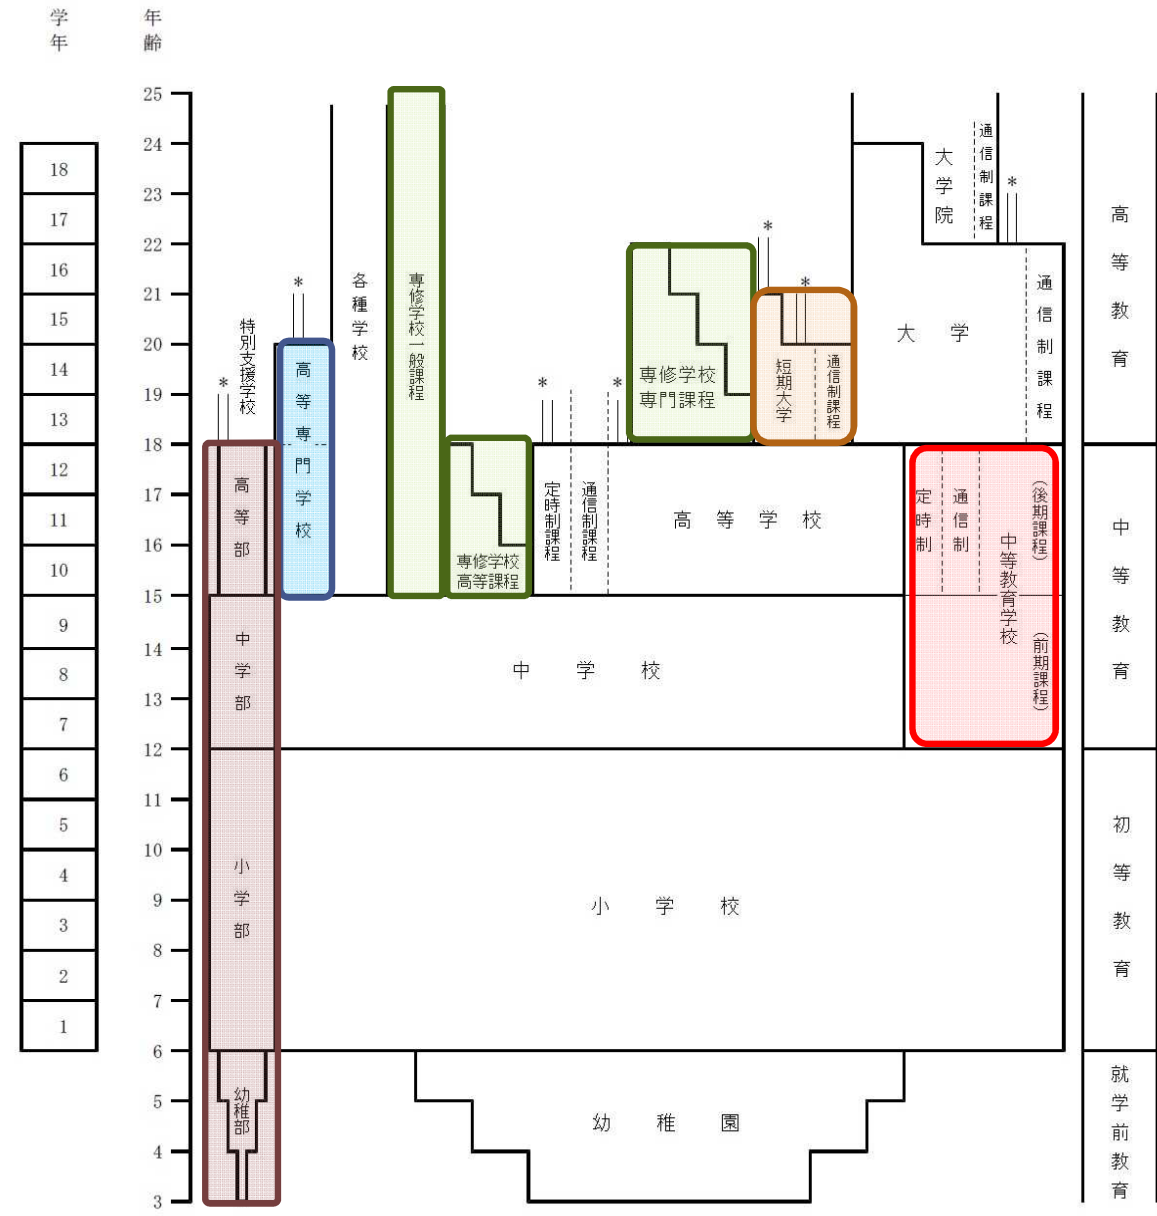 学年
年齢
25
24
23
22
21
20
19
18
17
16
15
14
13
12
11
10
9
8
7
6
5
4
3
18
17
16
15
14
13
12
11
10
9
8
7
6
5
4
3
2
1
特別支援学校
*
高等部
中学部
小学部
幼稚部
*
高等専門学校
各種学校
専修学校一般課程
専修学校
高等課程
*
定時制課程
通信制課程
*
専修学校
専門課程
*
*
短期大学
通信制課程
大学院
通信制課程
*
大学
通信制課程
高等学校
定時制
通信制
中等教育学校
(後期課程)
(前期課程)
中学校
小学校
幼稚園
高等教育
中等教育
初等教育
就学前教育